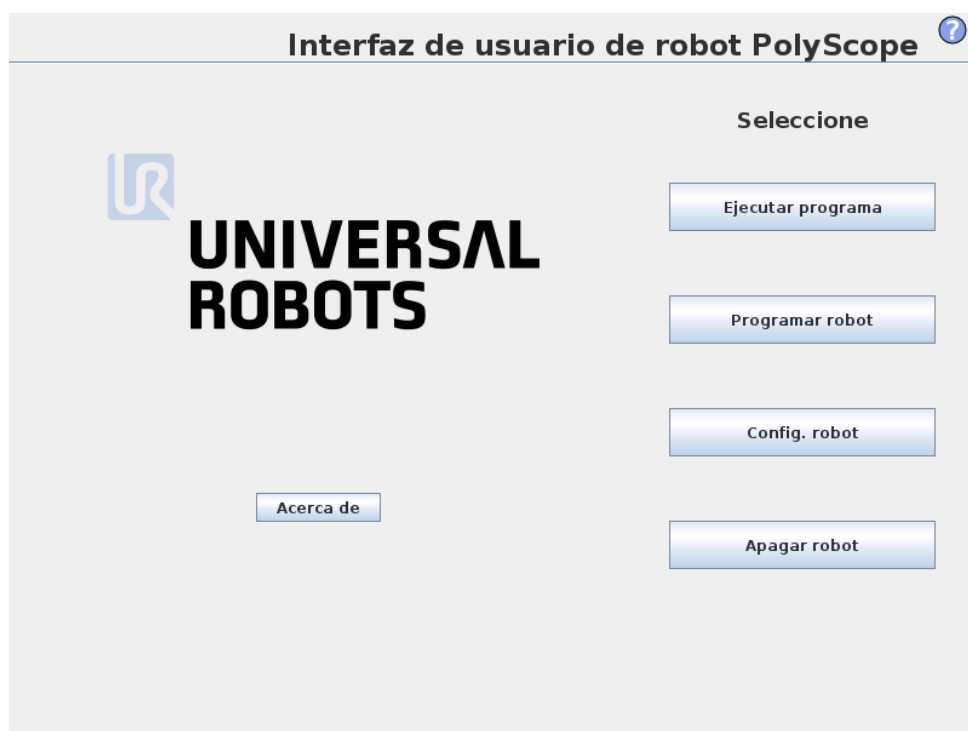 Interfaz de usuario de robot PolyScope
?
Seleccione
UR
UNIVERSAL
ROBOTS
Ejecutar programa
Programar robot
Config. robot
Acerca de
Apagar robot